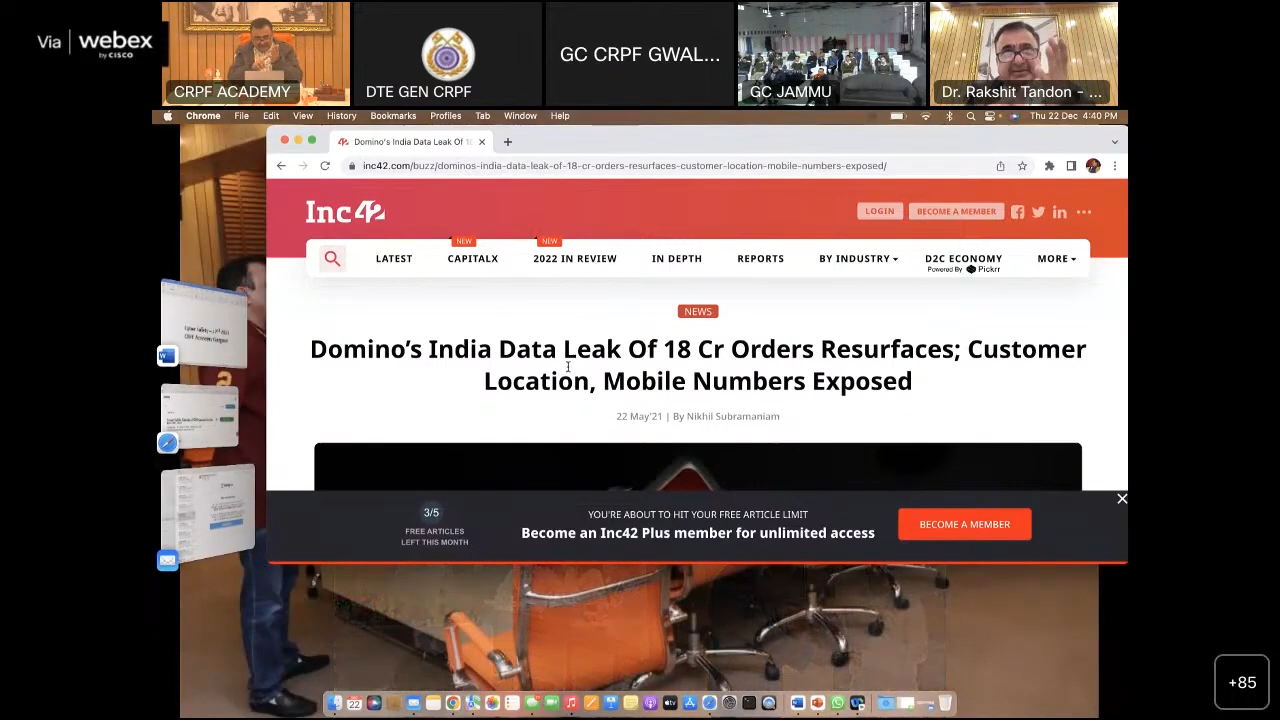 Via webex
by CISCO
CRPF ACADEMY
DTE GEN CRPF
GC CRPF GWAL...
GC JAMMU
Dr. Rakshit Tandon - ...
Chrome File Edit View History Bookmarks Profiles Tab Window Help
Thu 22 Dec 4:40 PM
Domino's India Data Leak Of 18
inc42.com/buzz/dominos-india-data-leak-of-18-cr-orders-resurfaces-customer-location-mobile-numbers-exposed/
Inc42
LOGIN
BECOME A MEMBER
NEW
NEW
LATEST CAPITALX 2022 IN REVIEW IN DEPTH REPORTS BY INDUSTRY D2C ECONOMY MORE
Powered By Pickrr
NEWS
Domino's India Data Leak Of 18 Cr Orders Resurfaces; Customer
Location, Mobile Numbers Exposed
22 May'21 | By Nikhil Subramaniam
3/5
FREE ARTICLES
LEFT THIS MONTH
YOU'RE ABOUT TO HIT YOUR FREE ARTICLE LIMIT
Become an Inc42 Plus member for unlimited access
BECOME A MEMBER
+85